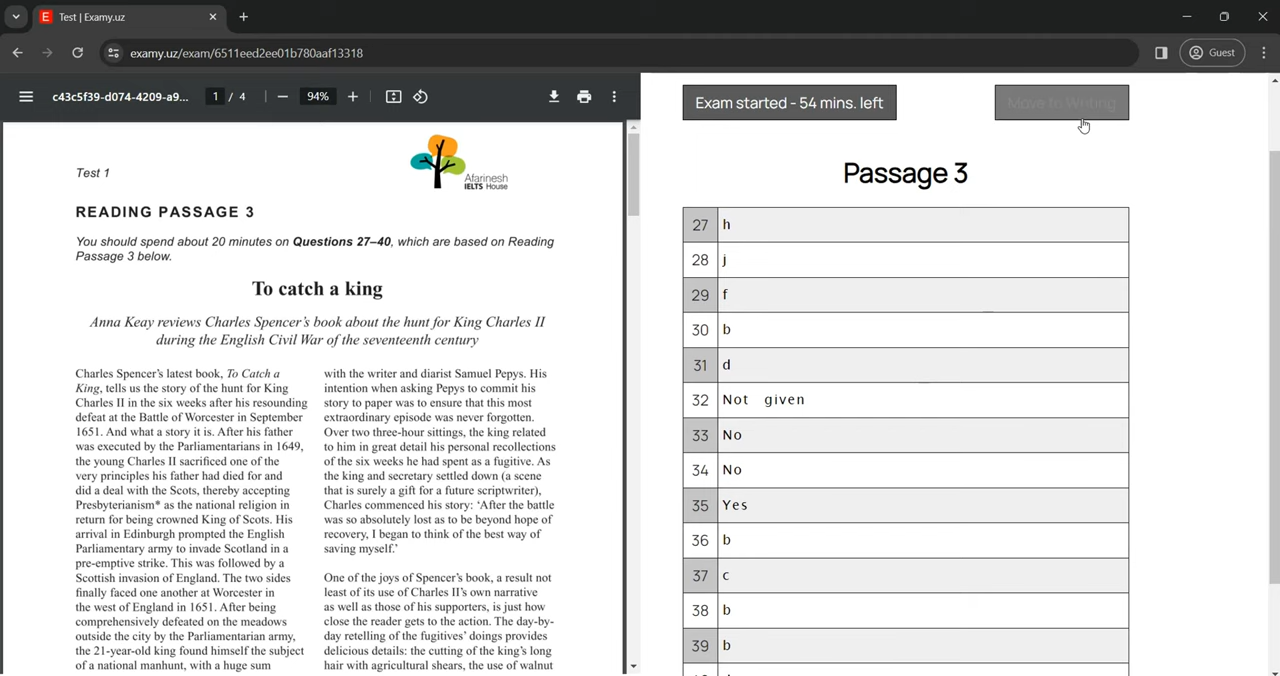 Test | Examy.uz
examy.uz/exam/6511eed2ee01b780aaf13318
Guest
c43c5f39-d074-4209-a9...
1 / 4
94%
Test 1
Afarinesh
IELTS House
READING PASSAGE 3
You should spend about 20 minutes on Questions 27–40, which are based on Reading
Passage 3 below.
To catch a king
Anna Keay reviews Charles Spencer's book about the hunt for King Charles II
during the English Civil War of the seventeenth century
Charles Spencer's latest book, To Catch a
King, tells us the story of the hunt for King
Charles II in the six weeks after his resounding
defeat at the Battle of Worcester in September
1651. And what a story it is. After his father
was executed by the Parliamentarians in 1649,
the young Charles II sacrificed one of the
very principles his father had died for and
did a deal with the Scots, thereby accepting
Presbyterianism* as the national religion in
return for being crowned King of Scots. His
arrival in Edinburgh prompted the English
Parliamentary army to invade Scotland in a
pre-emptive strike. This was followed by a
Scottish invasion of England. The two sides
finally faced one another at Worcester in
the west of England in 1651. After being
comprehensively defeated on the meadows
outside the city by the Parliamentarian army,
the 21-year-old king found himself the subject
of a national manhunt, with a huge sum
with the writer and diarist Samuel Pepys. His
intention when asking Pepys to commit his
story to paper was to ensure that this most
extraordinary episode was never forgotten.
Over two three-hour sittings, the king related
to him in great detail his personal recollections
of the six weeks he had spent as a fugitive. As
the king and secretary settled down (a scene
that is surely a gift for a future scriptwriter),
Charles commenced his story: 'After the battle
was so absolutely lost as to be beyond hope of
recovery, I began to think of the best way of
saving myself.'
One of the joys of Spencer's book, a result not
least of its use of Charles II's own narrative
as well as those of his supporters, is just how
close the reader gets to the action. The day-by-
day retelling of the fugitives' doings provides
delicious details: the cutting of the king's long
hair with agricultural shears, the use of walnut
Exam started - 54 mins. left
Move to Writing
Passage 3
27 h
28 j
29 f
30 b
31 d
32 Not given
33 No
34 No
35 Yes
36 b
37 c
38 b
39 b